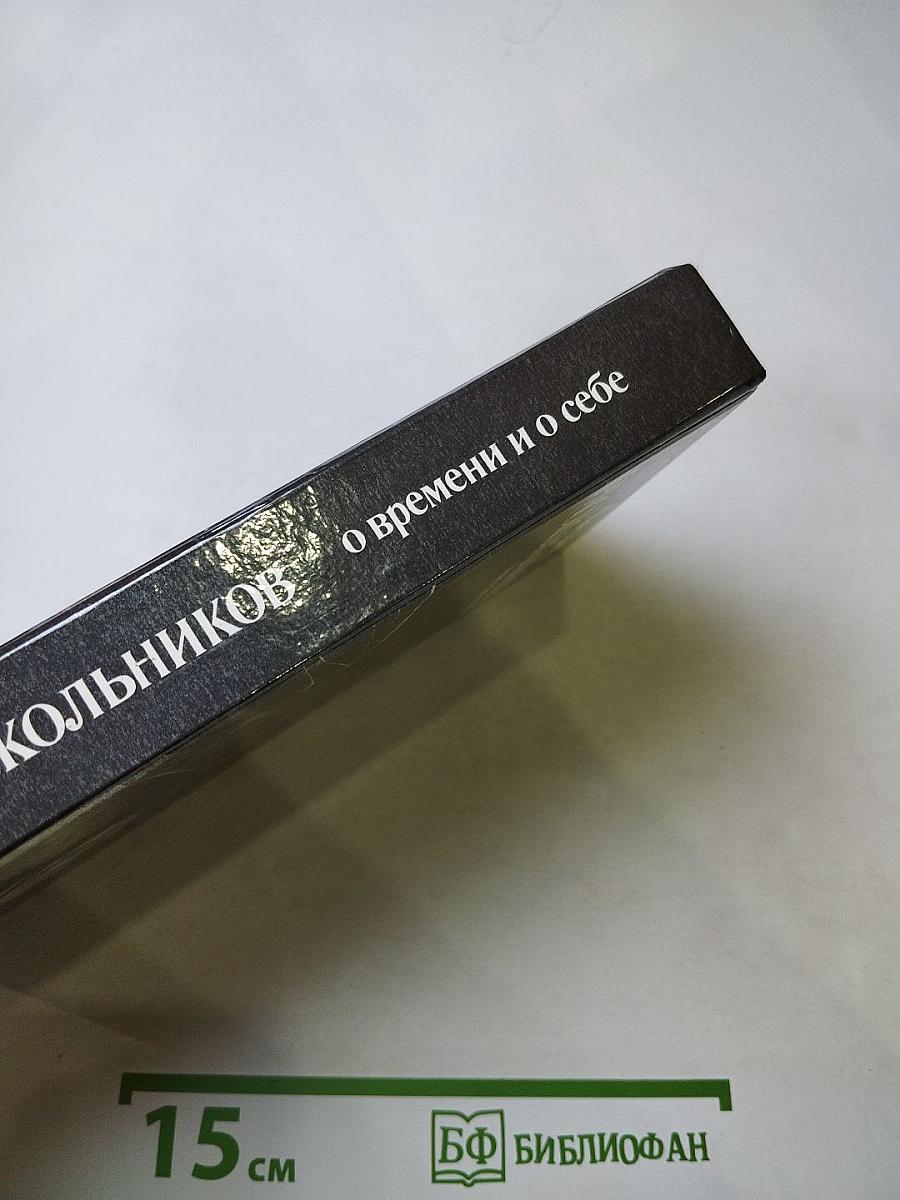 КОЛЬНИКОВ о времени и о себе
15 см
БФ БИБЛИОФАН